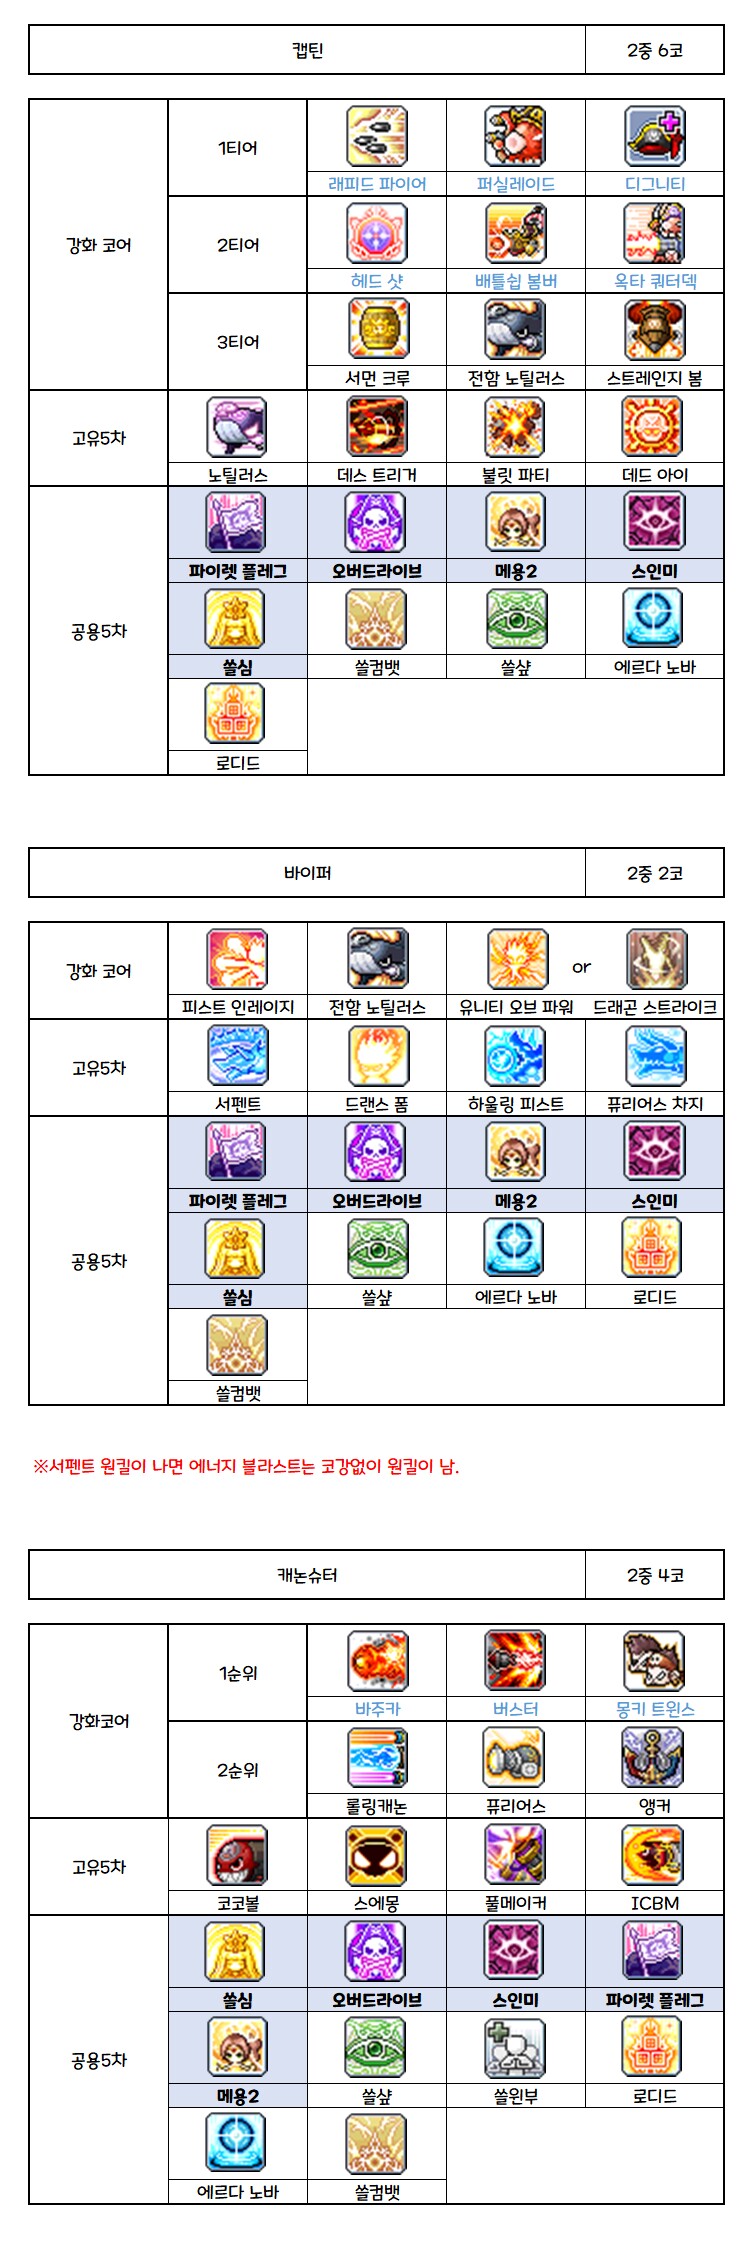 캡틴
2중 6코
강화 코어
1티어
래피드 파이어
퍼실레이드
디그니티
2티어
헤드 샷
배틀쉽 봄버
옥타 쿼터덱
3티어
서먼 크루
전함 노틸러스
스트레인지 봄
고유5차
노틸러스
데스 트리거
불릿 파티
데드 아이
공용5차
파이렛 플레그
오버드라이브
메용2
스인미
쓸심
쓸컴뱃
쓸샾
에르다 노바
로디드
바이퍼
2중 2코
강화 코어
피스트 인레이지
전함 노틸러스
유니티 오브 파워
or
드래곤 스트라이크
고유5차
서펜트
드랜스 폼
하울링 피스트
퓨리어스 차지
공용5차
파이렛 플레그
오버드라이브
메용2
스인미
쓸심
쓸샾
에르다 노바
로디드
쓸컴뱃
※서펜트 원킬이 나면 에너지 블라스트는 코강없이 원킬이 남.
캐논슈터
2중 4코
강화코어
1순위
바주카
버스터
몽키 트윈스
2순위
롤링캐논
퓨리어스
앵커
고유5차
코코볼
스에몽
풀메이커
ICBM
공용5차
쓸심
오버드라이브
스인미
파이렛 플레그
메용2
쓸샾
쓸윈부
로디드
에르다 노바
쓸컴뱃